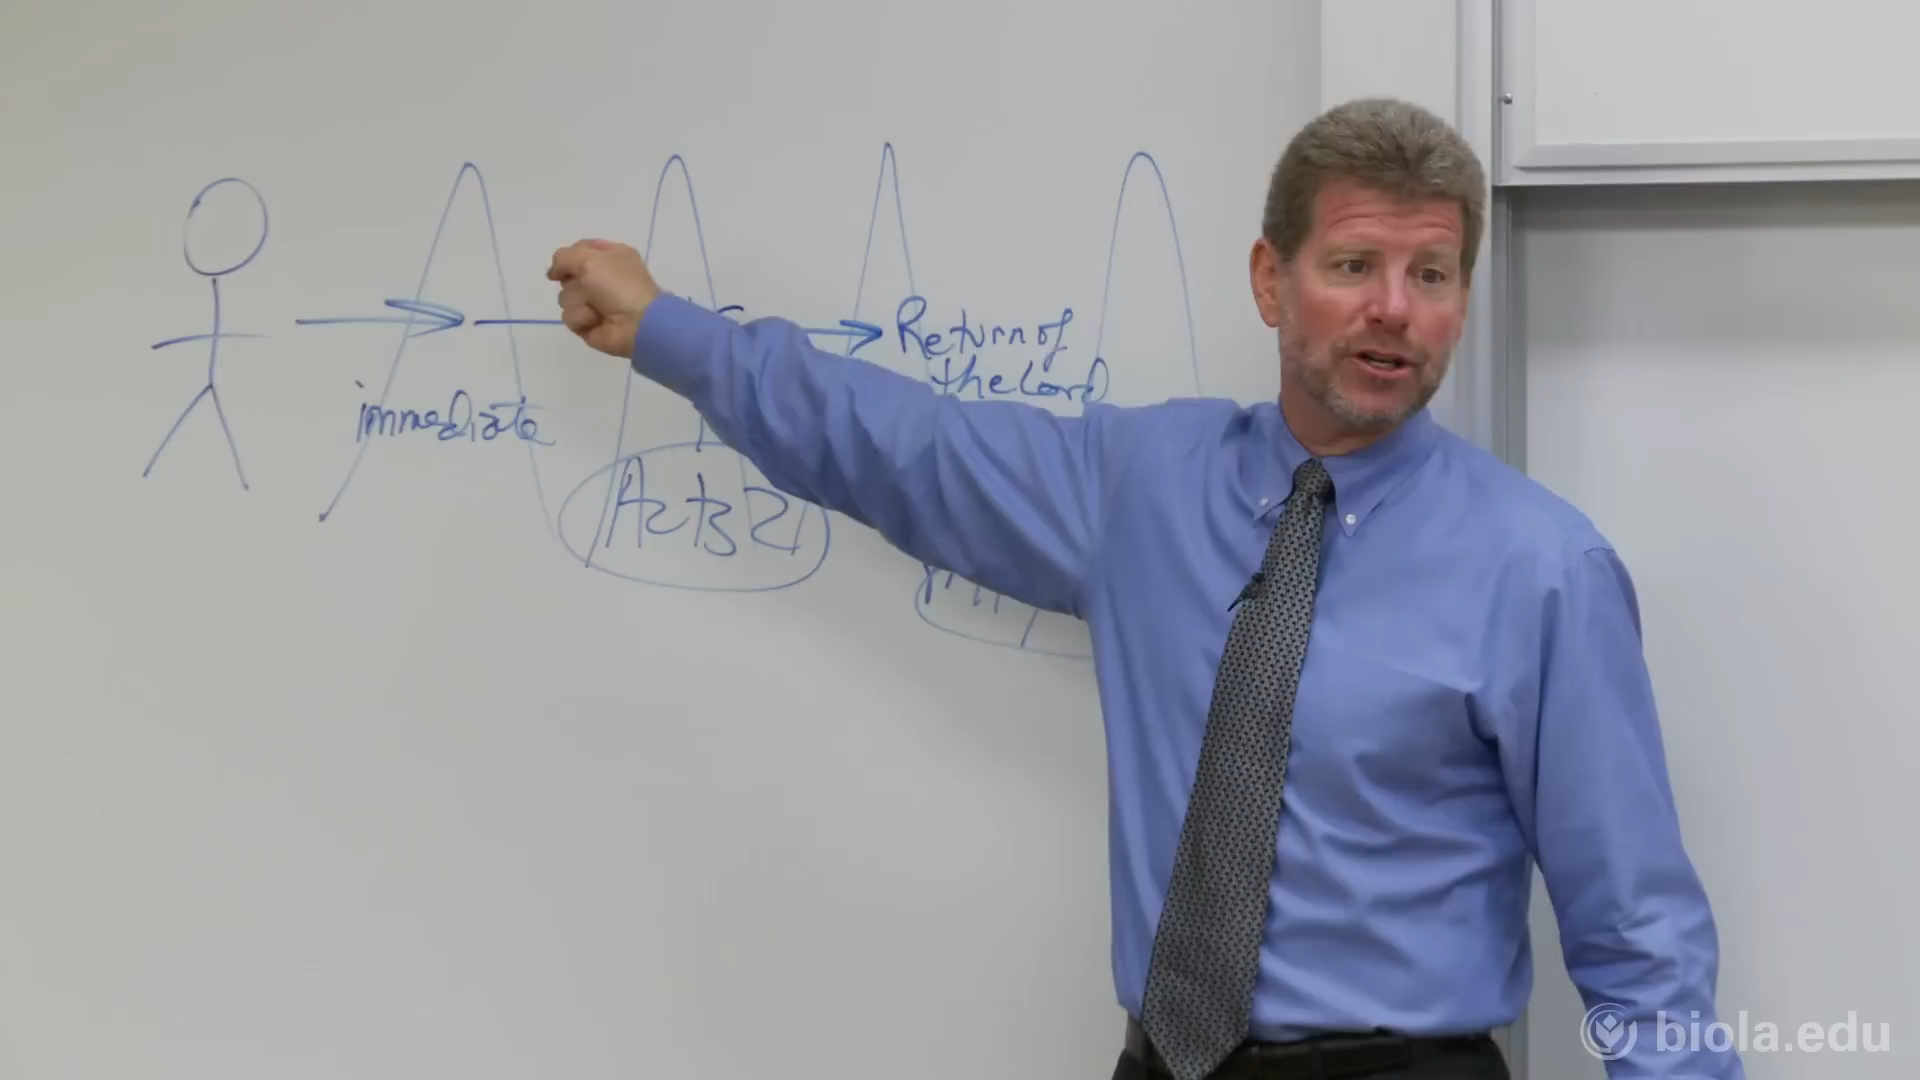 Return of
the Lord
immediate
Acts 2
biola.edu